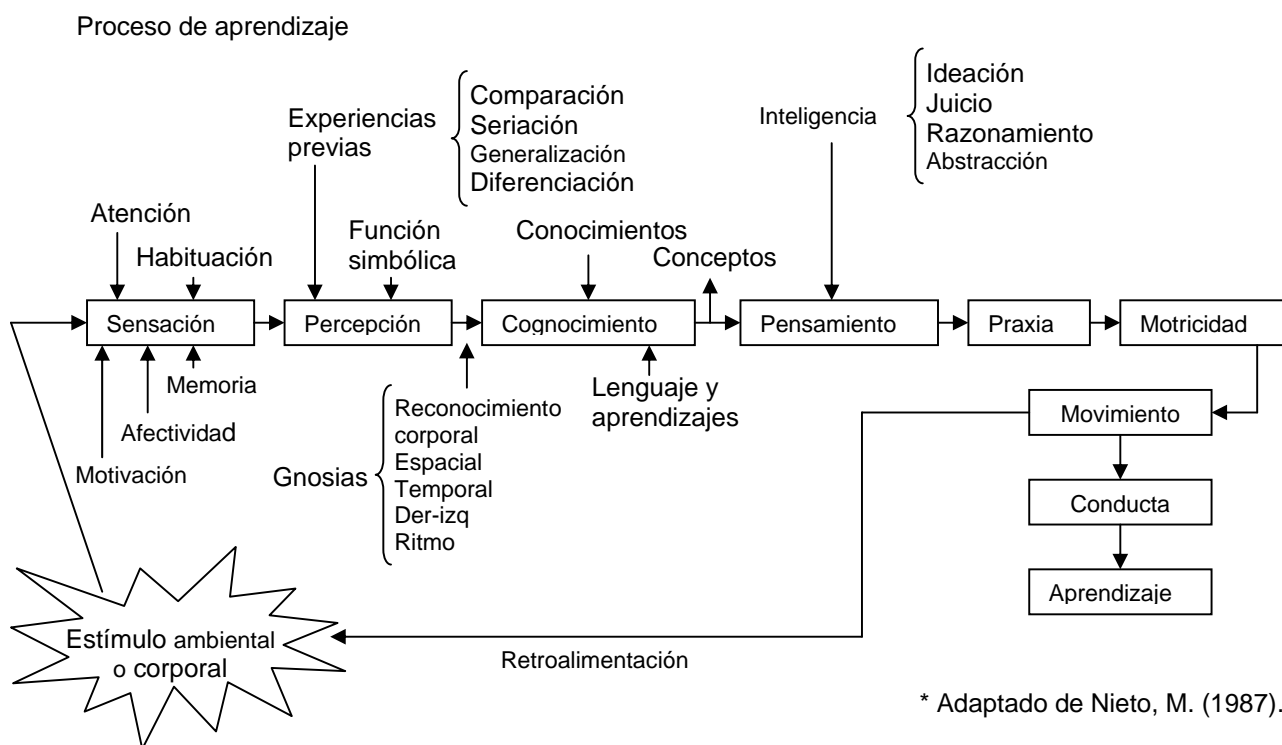 Proceso de aprendizaje
Experiencias
previas
Comparación
Seriación
Generalización
Diferenciación
Inteligencia
Ideación
Juicio
Razonamiento
Abstracción
Atención
Habituación
Función
simbólica
Conocimientos
Conceptos
Sensación
Percepción
Cognocimiento
Pensamiento
Praxia
Motricidad
Memoria
Afectividad
Motivación
Gnosias
Reconocimiento
corporal
Espacial
Temporal
Der-izq
Ritmo
Lenguaje y
aprendizajes
Movimiento
Conducta
Aprendizaje
Estímulo ambiental
o corporal
Retroalimentación
* Adaptado de Nieto, M. (1987).